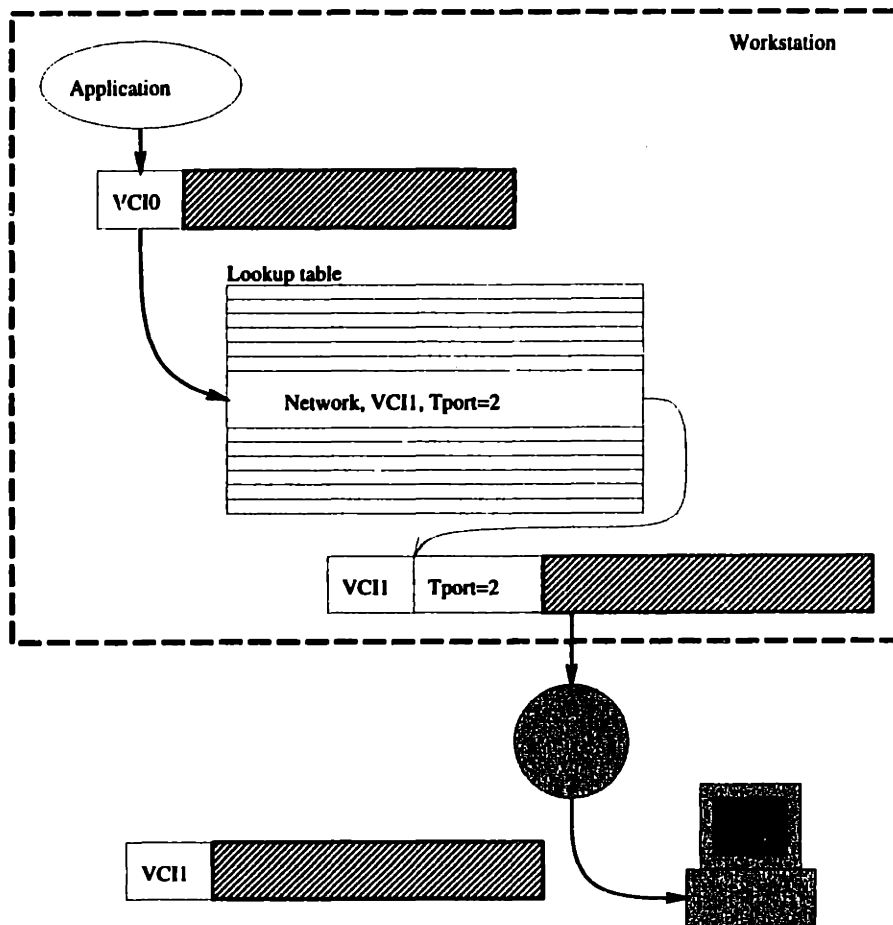 Workstation
Application
VCI0
Lookup table
Network, VCI1, Tport=2
VCI1 Tport=2
VCI1